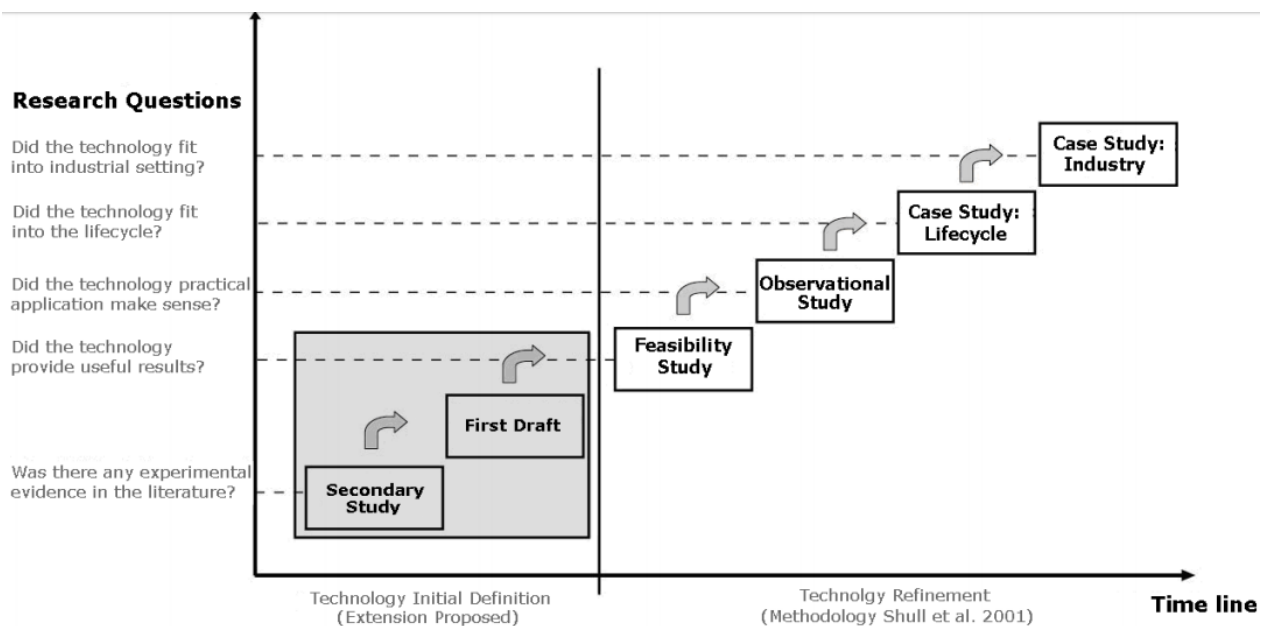 Research Questions
Did the technology fit
into industrial setting?
Did the technology fit
into the lifecycle?
Did the technology practical
application make sense?
Did the technology
provide useful results?
Was there any experimental
evidence in the literature?
Case Study:
Industry
Case Study:
Lifecycle
Observational
Study
Feasibility
Study
First Draft
Secondary
Study
Technology Initial Definition
(Extension Proposed)
Technolgy Refinement
(Methodology Shull et al. 2001)
Time line